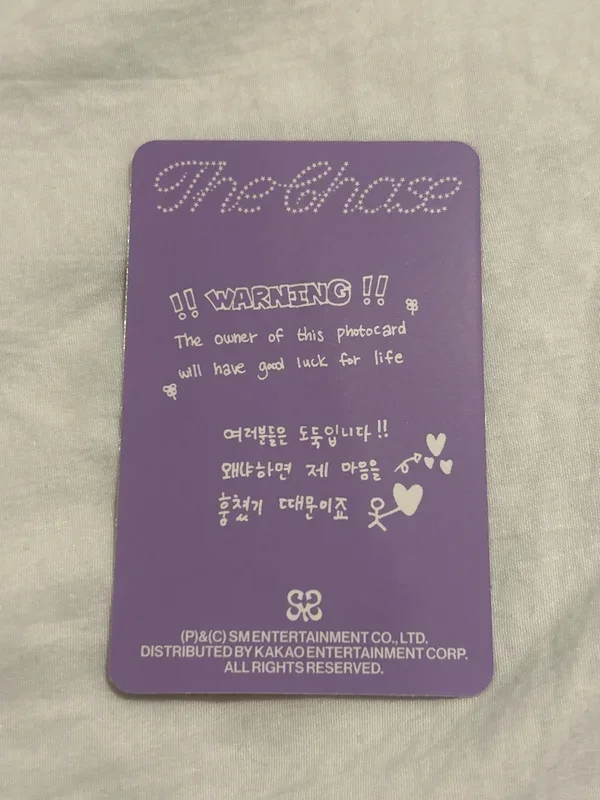 The Chase
!! WARNING !!
The owner of this photocard
will have good luck for life
여러분들은 도둑입니다!!
왜냐하면 제 마음을
훔쳤기 때문이죠
(P)&(C) SM ENTERTAINMENT CO., LTD.
DISTRIBUTED BY KAKAO ENTERTAINMENT CORP.
ALL RIGHTS RESERVED.